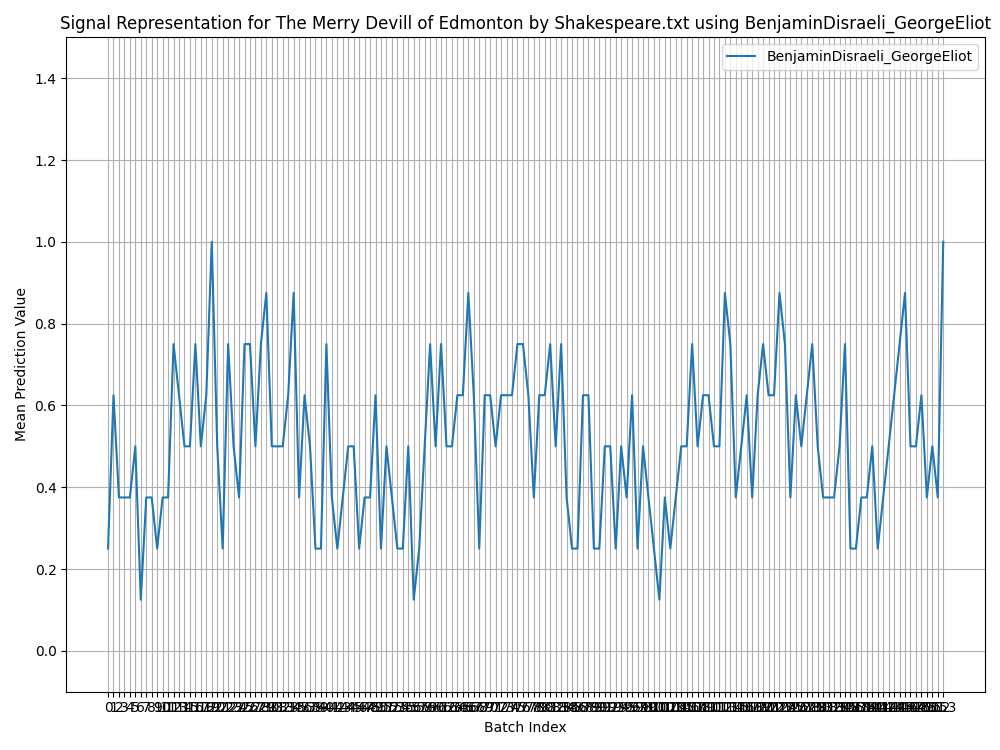 Signal Representation for The Merry Devill of Edmonton by Shakespeare.txt using BenjaminDisraeli_GeorgeEliot
BenjaminDisraeli_GeorgeEliot
1.4
1.2
1.0
0.8
0.6
0.4
0.2
0.0
Mean Prediction Value
Batch Index